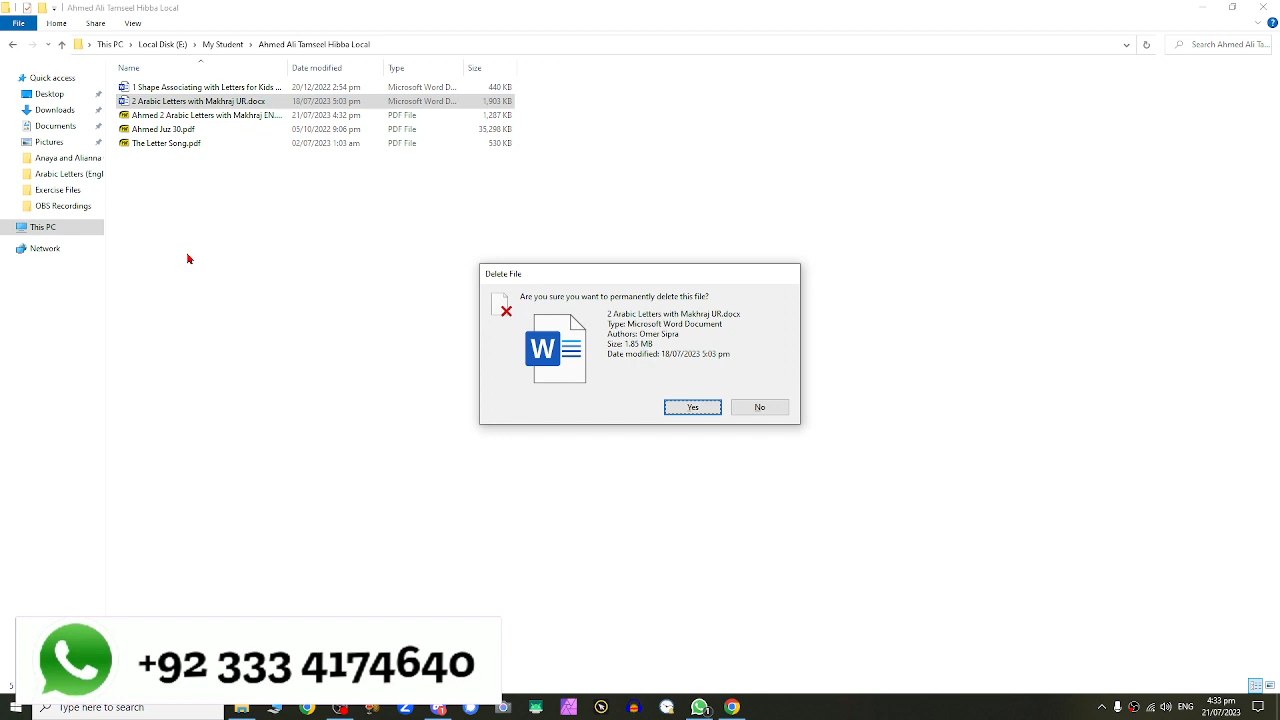 Ahmed Ali Tamseel Hibba Local
File Home Share View
This PC › Local Disk (E:) › My Student › Ahmed Ali Tamseel Hibba Local
Search Ahmed Ali Ta...
Name Date modified Type Size
Quick access
Desktop
Downloads
Documents
Pictures
Anaya and Alianna
Arabic Letters (Engl
Exercise Files
OBS Recordings
This PC
Network
1 Shape Associating with Letters for Kids ... 20/12/2022 2:54 pm Microsoft Word D... 440 KB
2 Arabic Letters with Makhraj UR.docx 18/07/2023 5:03 pm Microsoft Word D... 1,903 KB
Ahmed 2 Arabic Letters with Makhraj EN.... 21/07/2023 4:32 pm PDF File 1,287 KB
Ahmed Juz 30.pdf 05/10/2022 9:06 pm PDF File 35,298 KB
The Letter Song.pdf 02/07/2023 1:03 am PDF File 530 KB
Delete File
Are you sure you want to permanently delete this file?
W
2 Arabic Letters with Makhraj UR.docx
Type: Microsoft Word Document
Authors: Omer Sipra
Size: 1.85 MB
Date modified: 18/07/2023 5:03 pm
Yes No
+92 333 4174640
5
Type here to search
ENG
4:33 pm
21/07/2023